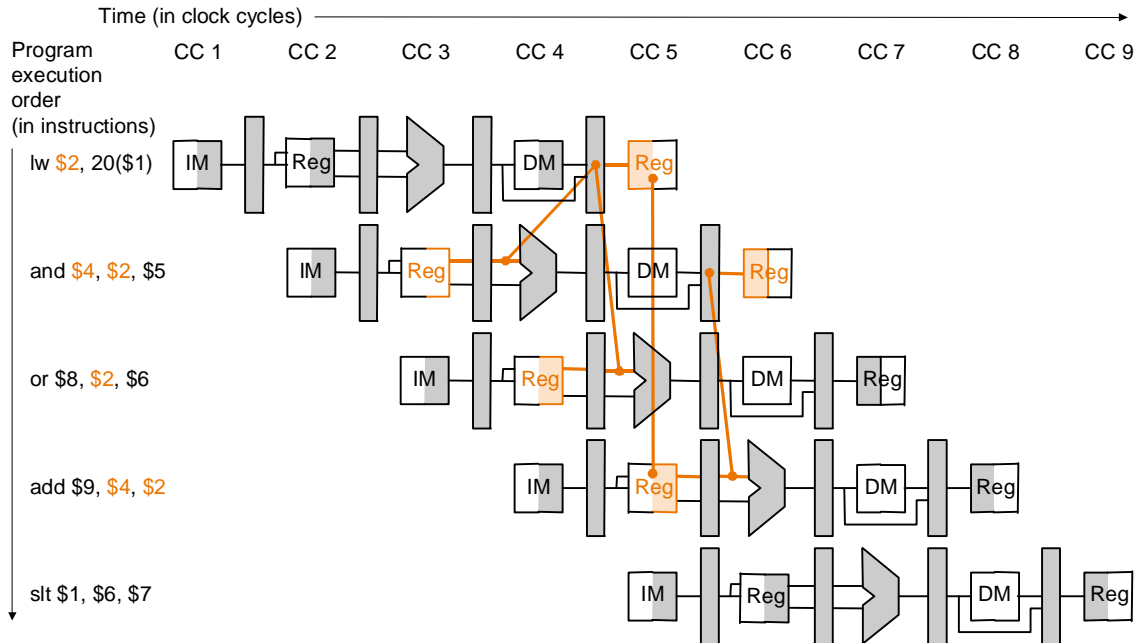 Time (in clock cycles)
Program
execution
order
(in instructions)
CC 1 CC 2 CC 3 CC 4 CC 5 CC 6 CC 7 CC 8 CC 9
lw $2, 20($1) IM Reg DM Reg
and $4, $2, $5 IM Reg DM Reg
or $8, $2, $6 IM Reg DM Reg
add $9, $4, $2 IM Reg DM Reg
slt $1, $6, $7 IM Reg DM Reg